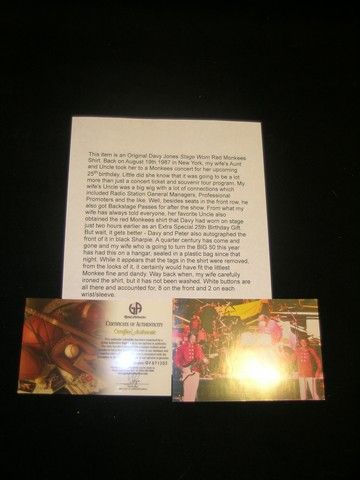 This item is an Original Davy Jones Stage Worn Red Monkees
Shirt. Back on August 19th,1987 in New York, my wife's Aunt
and Uncle took her to a Monkees concert for her upcoming
25th birthday. Little did she know that it was going to be a lot
more than just a concert ticket and souvenir tour program. My
wife's Uncle was a big wig with a lot of connections which
included Radio Station General Managers, Professional
Promoters and the like. Well, besides seats in the front row, he
also got Backstage Passes for after the show. From what my
wife has always told everyone, her favorite Uncle also
obtained the red Monkees shirt that Davy had worn on stage
just two hours earlier as an Extra Special 25th Birthday Gift.
But wait, it gets better - Davy and Peter also autographed the
front of it in black Sharpie. A quarter century has come and
gone and my wife who is going to turn the BIG 50 this year
has had this on a hangar, sealed in a plastic bag since that
night. While it appears that the tags in the shirt were removed,
from the looks of it, it certainly would have fit the littlest
Monkee fine and dandy. Way back when, my wife carefully
ironed the shirt, but it has not been washed. White buttons are
all there and accounted for, 8 on the front and 2 on each
wrist/sleeve.
GA
CERTIFICATE OF AUTHENTICITY
Certified Authentic